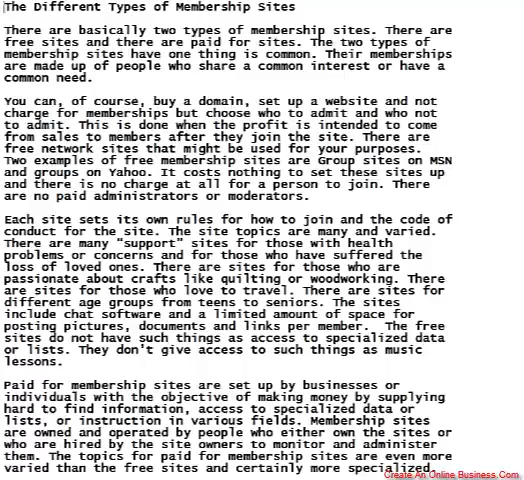 The Different Types of Membership Sites
There are basically two types of membership sites. There are
free sites and there are paid for sites. The two types of
membership sites have one thing is common. Their memberships
are made up of people who share a common interest or have a
common need.
You can, of course, buy a domain, set up a website and not
charge for memberships but choose who to admit and who not
to admit. This is done when the profit is intended to come
from sales to members after they join the site. There are
free network sites that might be used for your purposes.
Two examples of free membership sites are Group sites on MSN
and groups on Yahoo. It costs nothing to set these sites up
and there is no charge at all for a person to join. There
are no paid administrators or moderators.
Each site sets its own rules for how to join and the code of
conduct for the site. The site topics are many and varied.
There are many "support" sites for those with health
problems or concerns and for those who have suffered the
loss of loved ones. There are sites for those who are
passionate about crafts like quilting or woodworking. There
are sites for those who love to travel. There are sites for
different age groups from teens to seniors. The sites
include chat software and a limited amount of space for
posting pictures, documents and links per member.  The free
sites do not have such things as access to specialized data
or lists. They don't give access to such things as music
lessons.
Paid for membership sites are set up by businesses or
individuals with the objective of making money by supplying
hard to find information, access to specialized data or
lists, or instruction in various fields. Membership sites
are owned and operated by people who either own the sites or
who are hired by the site owners to monitor and administer
them. The topics for paid for membership sites are even more
varied than the free sites and certainly more specialized.
Create An Online Business.Com